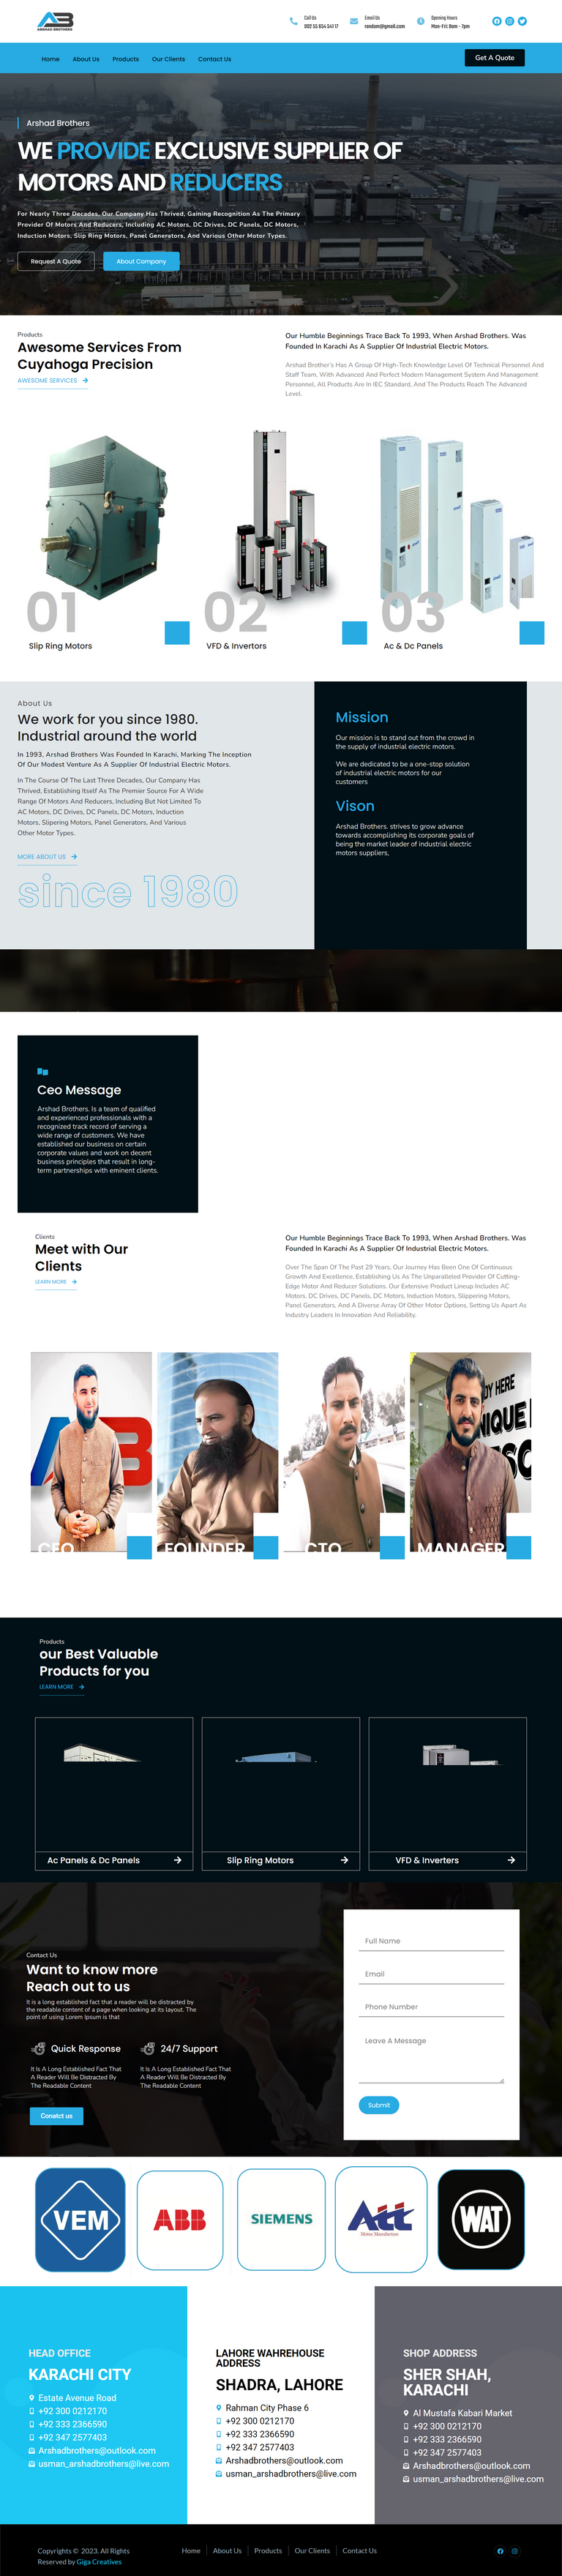 AB
ARSHAD BROTHERS
Call Us
002 55 654 541 17
Email Us
random@gmail.com
Opening Hours
Mon-Fri: 8am - 7pm
Home
About Us
Products
Our Clients
Contact Us
Get A Quote
Arshad Brothers
WE PROVIDE EXCLUSIVE SUPPLIER OF
MOTORS AND REDUCERS
For Nearly Three Decades, Our Company Has Thrived, Gaining Recognition As The Primary
Provider Of Motors And Reducers, Including AC Motors, DC Drives, DC Panels, DC Motors,
Induction Motors, Slip Ring Motors, Panel Generators, And Various Other Motor Types.
Request A Quote
About Company
Products
Awesome Services From
Cuyahoga Precision
AWESOME SERVICES
Our Humble Beginnings Trace Back To 1993, When Arshad Brothers. Was
Founded In Karachi As A Supplier Of Industrial Electric Motors.
Arshad Brother's Has A Group Of High-Tech Knowledge Level Of Technical Personnel And
Staff Team, With Advanced And Perfect Modern Management System And Management
Personnel, All Products Are In IEC Standard, And The Products Reach The Advanced
Level.
01
Slip Ring Motors
02
VFD & Invertors
03
Ac & Dc Panels
About Us
We work for you since 1980.
Industrial around the world
In 1993, Arshad Brothers Was Founded In Karachi, Marking The Inception
Of Our Modest Venture As A Supplier Of Industrial Electric Motors.
In The Course Of The Last Three Decades, Our Company Has
Thrived, Establishing Itself As The Premier Source For A Wide
Range Of Motors And Reducers, Including But Not Limited To
AC Motors, DC Drives, DC Panels, DC Motors, Induction
Motors, Slipering Motors, Panel Generators, And Various
Other Motor Types.
MORE ABOUT US
since 1980
Mission
Our mission is to stand out from the crowd in
the supply of industrial electric motors.
We are dedicated to be a one-stop solution
of industrial electric motors for our
customers
Vison
Arshad Brothers. strives to grow advance
towards accomplishing its corporate goals of
being the market leader of industrial electric
motors suppliers,
Ceo Message
Arshad Brothers. Is a team of qualified
and experienced professionals with a
recognized track record of serving a
wide range of customers. We have
established our business on certain
corporate values and work on decent
business principles that result in long-
term partnerships with eminent clients.
Clients
Meet with Our
Clients
LEARN MORE
Our Humble Beginnings Trace Back To 1993, When Arshad Brothers. Was
Founded In Karachi As A Supplier Of Industrial Electric Motors.
Over The Span Of The Past 29 Years. Our Journey Has Been One Of Continuous
Growth And Excellence, Establishing Us As The Unparalleled Provider Of Cutting-
Edge Motor And Reducer Solutions. Our Extensive Product Lineup Includes AC
Motors, DC Drives, DC Panels, DC Motors, Induction Motors, Slippering Motors,
Panel Generators, And A Diverse Array Of Other Motor Options, Setting Us Apart As
Industry Leaders In Innovation And Reliability.
CEO
FOUNDER
CTO
MANAGER
Products
our Best Valuable
Products for you
LEARN MORE
Ac Panels & Dc Panels
Slip Ring Motors
VFD & Inverters
Contact Us
Want to know more
Reach out to us
It is a long established fact that a reader will be distracted by
the readable content of a page when looking at its layout. The
point of using Lorem Ipsum is that
Quick Response
It Is A Long Established Fact That
A Reader Will Be Distracted By
The Readable Content
24/7 Support
It Is A Long Established Fact That
A Reader Will Be Distracted By
The Readable Content
Conatct us
Full Name
Email
Phone Number
Leave A Message
Submit
VEM
ABB
SIEMENS
Att
Motor Manufaction
WAT
HEAD OFFICE
KARACHI CITY
Estate Avenue Road
+92 300 0212170
+92 333 2366590
+92 347 2577403
Arshadbrothers@outlook.com
usman_arshadbrothers@live.com
LAHORE WAHREHOUSE
ADDRESS
SHADRA, LAHORE
Rahman City Phase 6
+92 300 0212170
+92 333 2366590
+92 347 2577403
Arshadbrothers@outlook.com
usman_arshadbrothers@live.com
SHOP ADDRESS
SHER SHAH,
KARACHI
Al Mustafa Kabari Market
+92 300 0212170
+92 333 2366590
+92 347 2577403
Arshadbrothers@outlook.com
usman_arshadbrothers@live.com
Copyrights © 2023. All Rights
Reserved by Giga Creatives
Home
About Us
Products
Our Clients
Contact Us